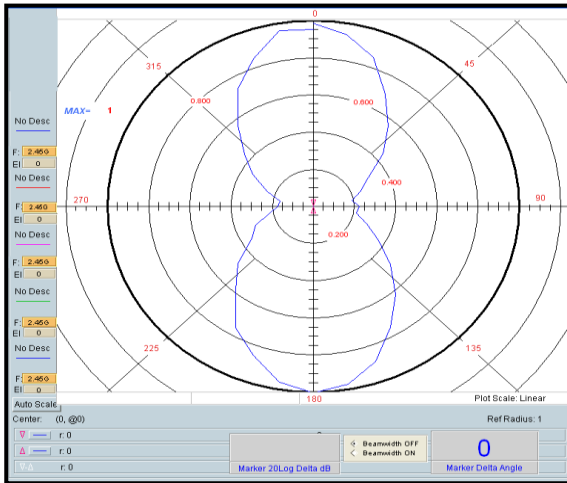 0
315
45
0.800
0.600
MAX= 1
No Desc
F: 2.45G
El 0
No Desc
0.400
270
90
F: 2.45G
El 0
No Desc
0.200
F: 2.45G
El 0
No Desc
F: 2.45G
El 0
No Desc
225
135
F: 2.45G
El 0
Auto Scale
180
Plot Scale: Linear
Center: (0, @0)
Ref Radius: 1
r: 0
r: 0
r: 0
Beamwidth OFF
Beamwidth ON
0
Marker 20Log Delta dB
Marker Delta Angle